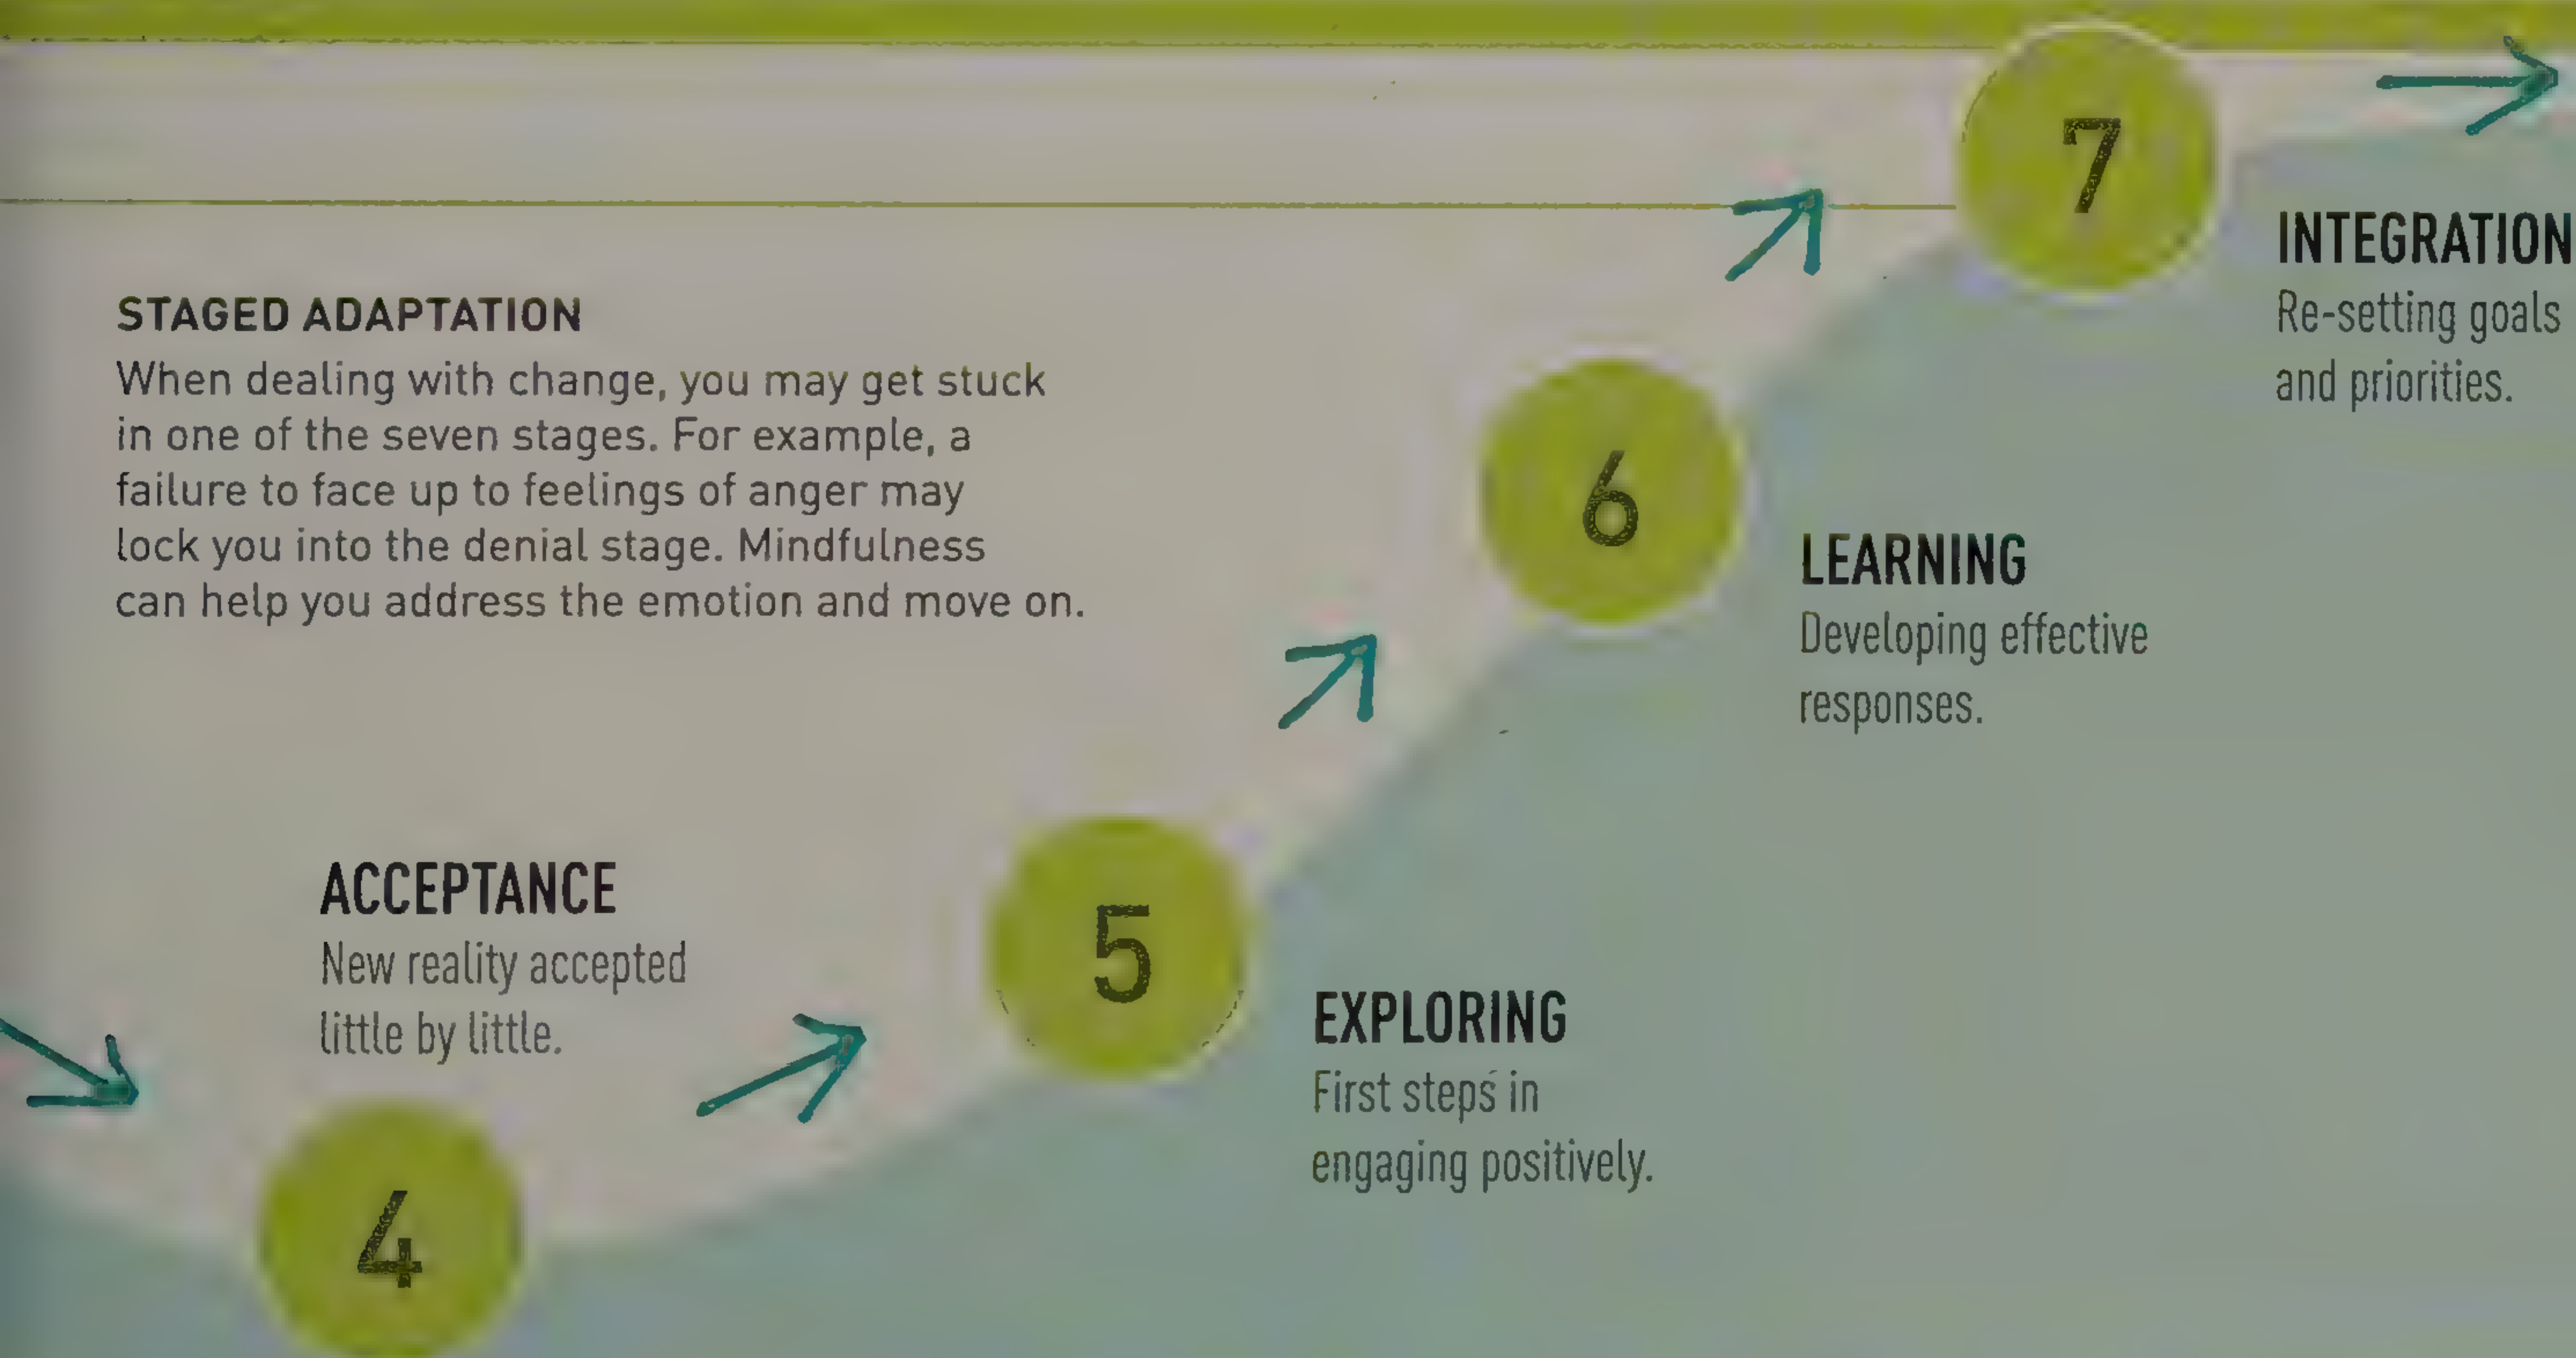 7
INTEGRATION
Re-setting goals
and priorities.
STAGED ADAPTATION
When dealing with change, you may get stuck
in one of the seven stages. For example, a
failure to face up to feelings of anger may
lock you into the denial stage. Mindfulness
can help you address the emotion and move on.
6
LEARNING
Developing effective
responses.
ACCEPTANCE
New reality accepted
little by little.
5
EXPLORING
First steps in
engaging positively.
4